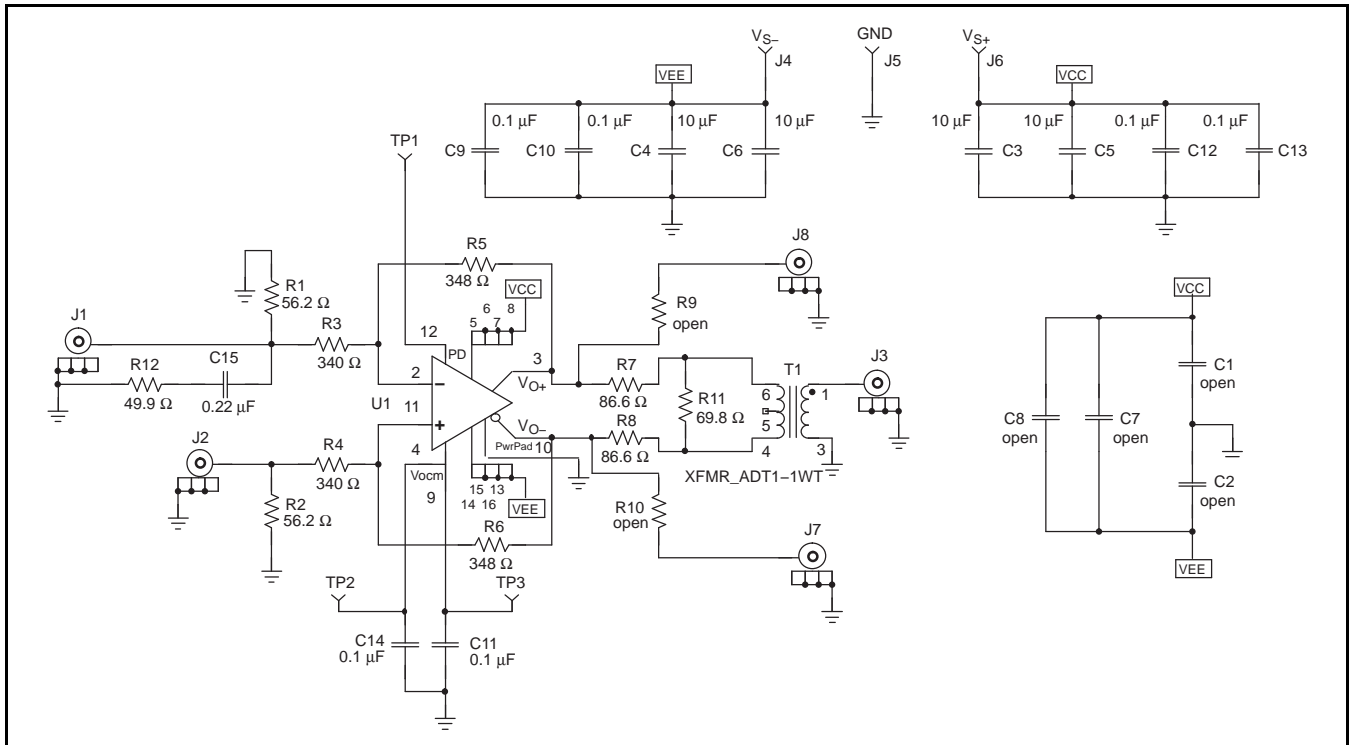 VS−
J4
GND
J5
VS+
J6
VEE
VCC
0.1 µF
0.1 µF
10 µF
10 µF
10 µF
10 µF
0.1 µF
0.1 µF
C9
C10
C4
C6
C3
C5
C12
C13
TP1
J8
R5
348 Ω
R1
56.2 Ω
VCC
6
8
5
7
R9
open
VCC
J1
R3
340 Ω
12
PD
3
VO+
R7
86.6 Ω
T1
J3
C1
open
R12
49.9 Ω
C15
0.22 µF
2
−
U1
11
+
R11
69.8 Ω
6
1
5
4
3
C8
open
C7
open
J2
R4
340 Ω
4
Vocm
9
VO−
PwrPad
10
R8
86.6 Ω
XFMR_ADT1−1WT
R2
56.2 Ω
15
13
14
16
VEE
R10
open
C2
open
R6
348 Ω
J7
VEE
TP2
TP3
C14
0.1 µF
C11
0.1 µF